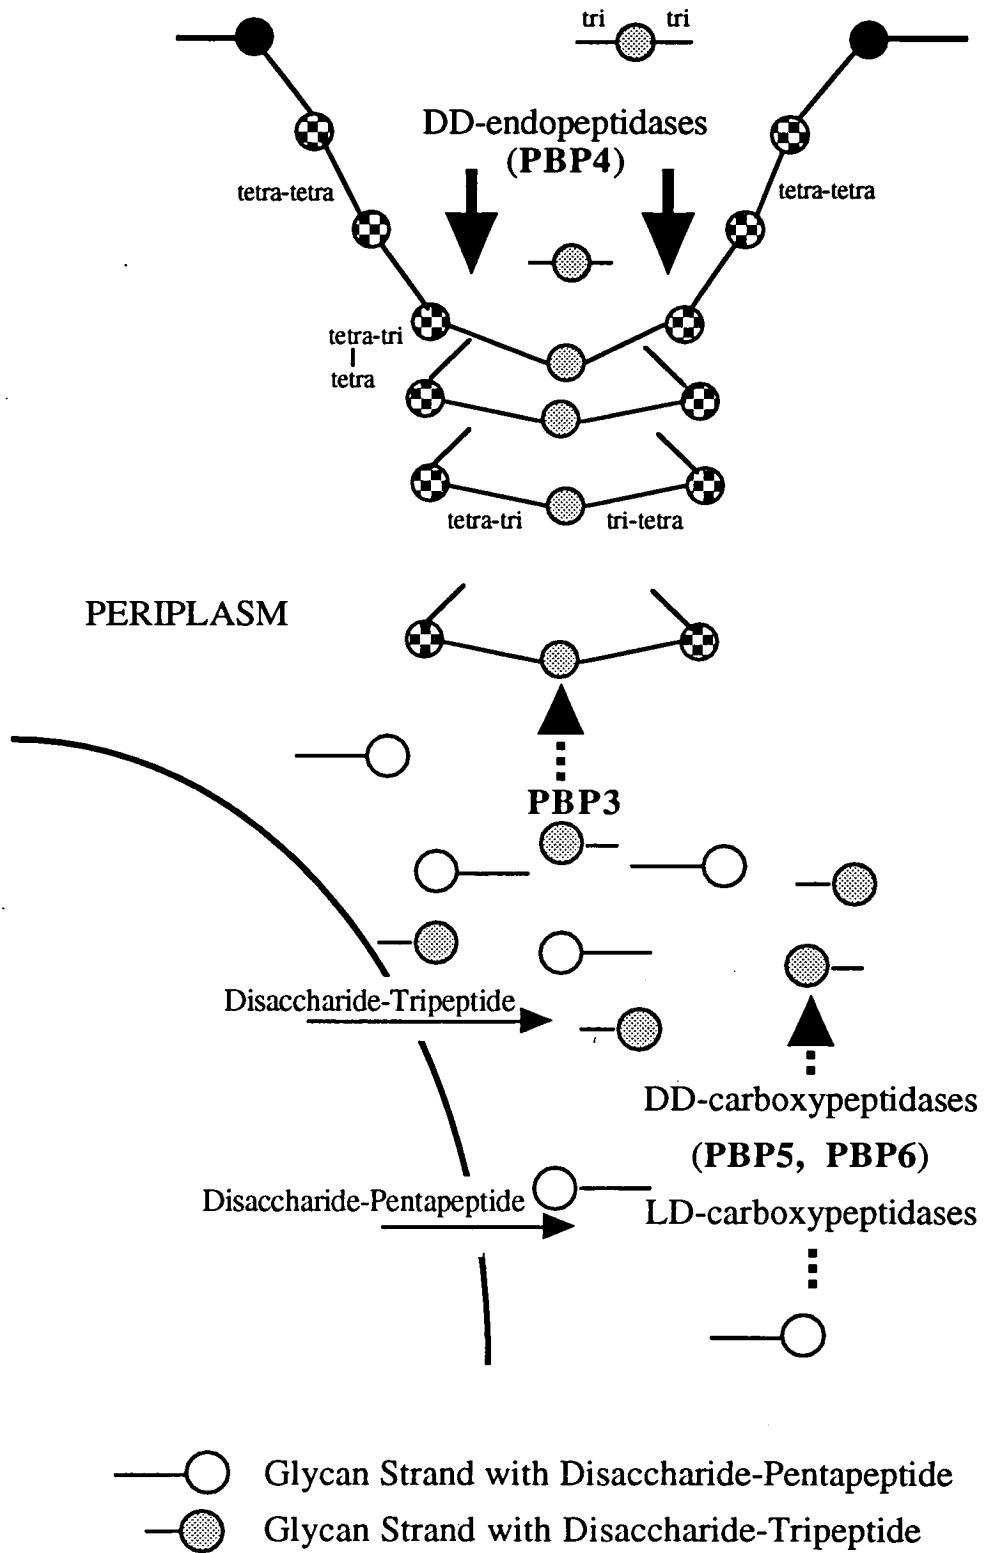 tri tri
DD-endopeptidases
(PBP4)
tetra-tetra
tetra-tetra
tetra-tri
tetra
tetra-tri
tri-tetra
PERIPLASM
PBP3
Disaccharide-Tripeptide
DD-carboxypeptidases
(PBP5, PBP6)
Disaccharide-Pentapeptide
LD-carboxypeptidases
Glycan Strand with Disaccharide-Pentapeptide
Glycan Strand with Disaccharide-Tripeptide